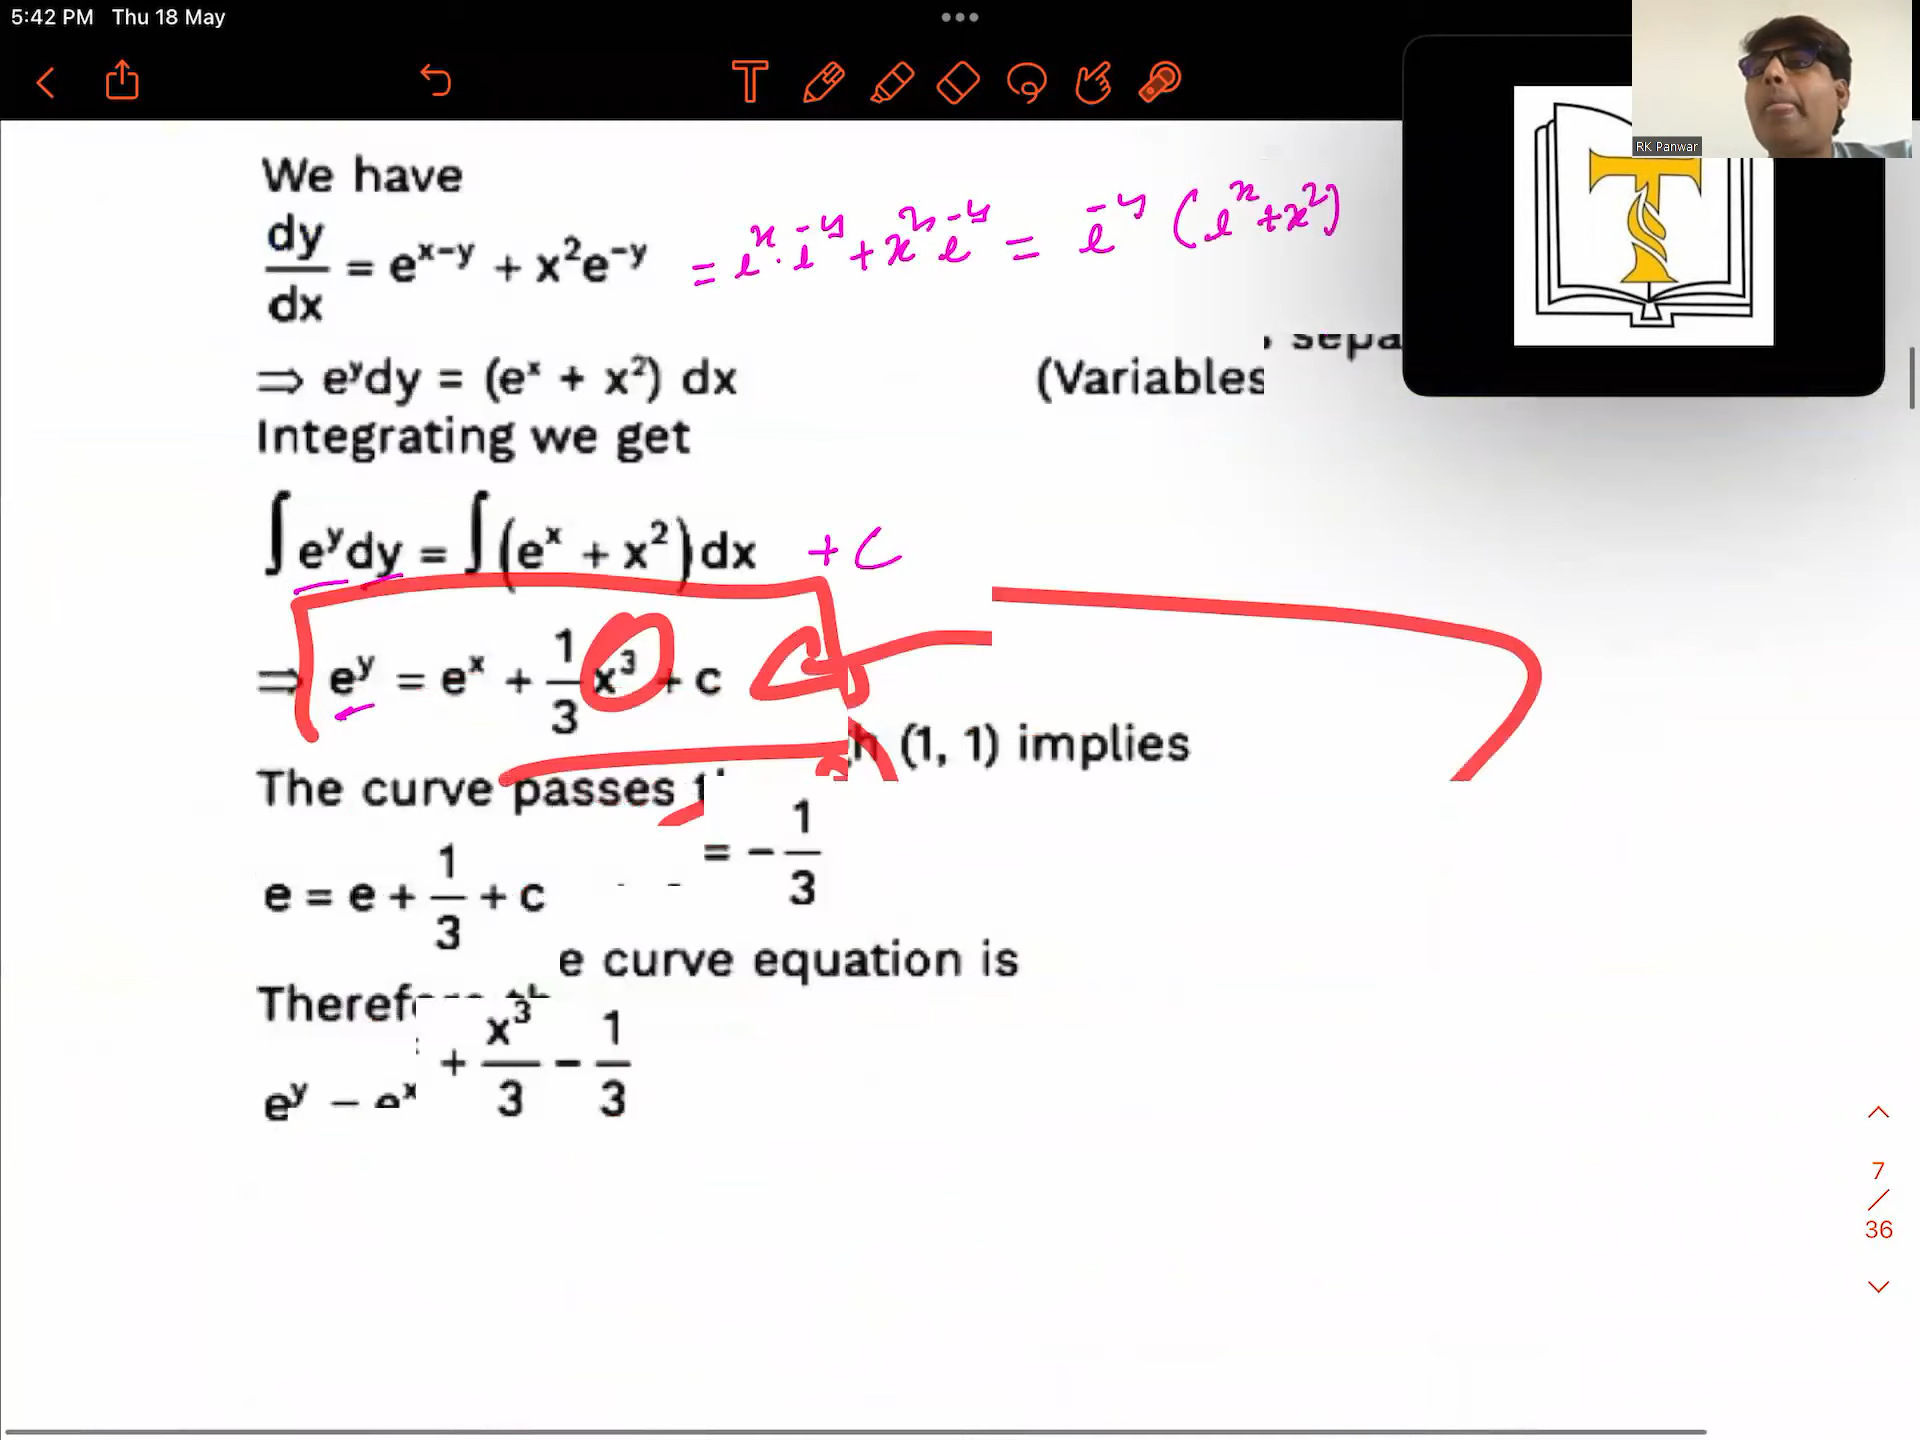 5:42 PM Thu 18 May
RK Panwar
We have
dy/dx = e^(x−y) + x²e^(−y) = e^x · e^(−y) + x² e^(−y) = e^(−y) (e^x + x²)
⇒ e^y dy = (e^x + x²) dx (Variables
Integrating we get
∫ e^y dy = ∫ (e^x + x²) dx + C
⇒ e^y = e^x + 1/3 x³ + c
The curve passes (1, 1) implies
e = e + 1/3 + c = − 1/3
curve equation is
e^y − e^x + x³/3 − 1/3
7
/
36